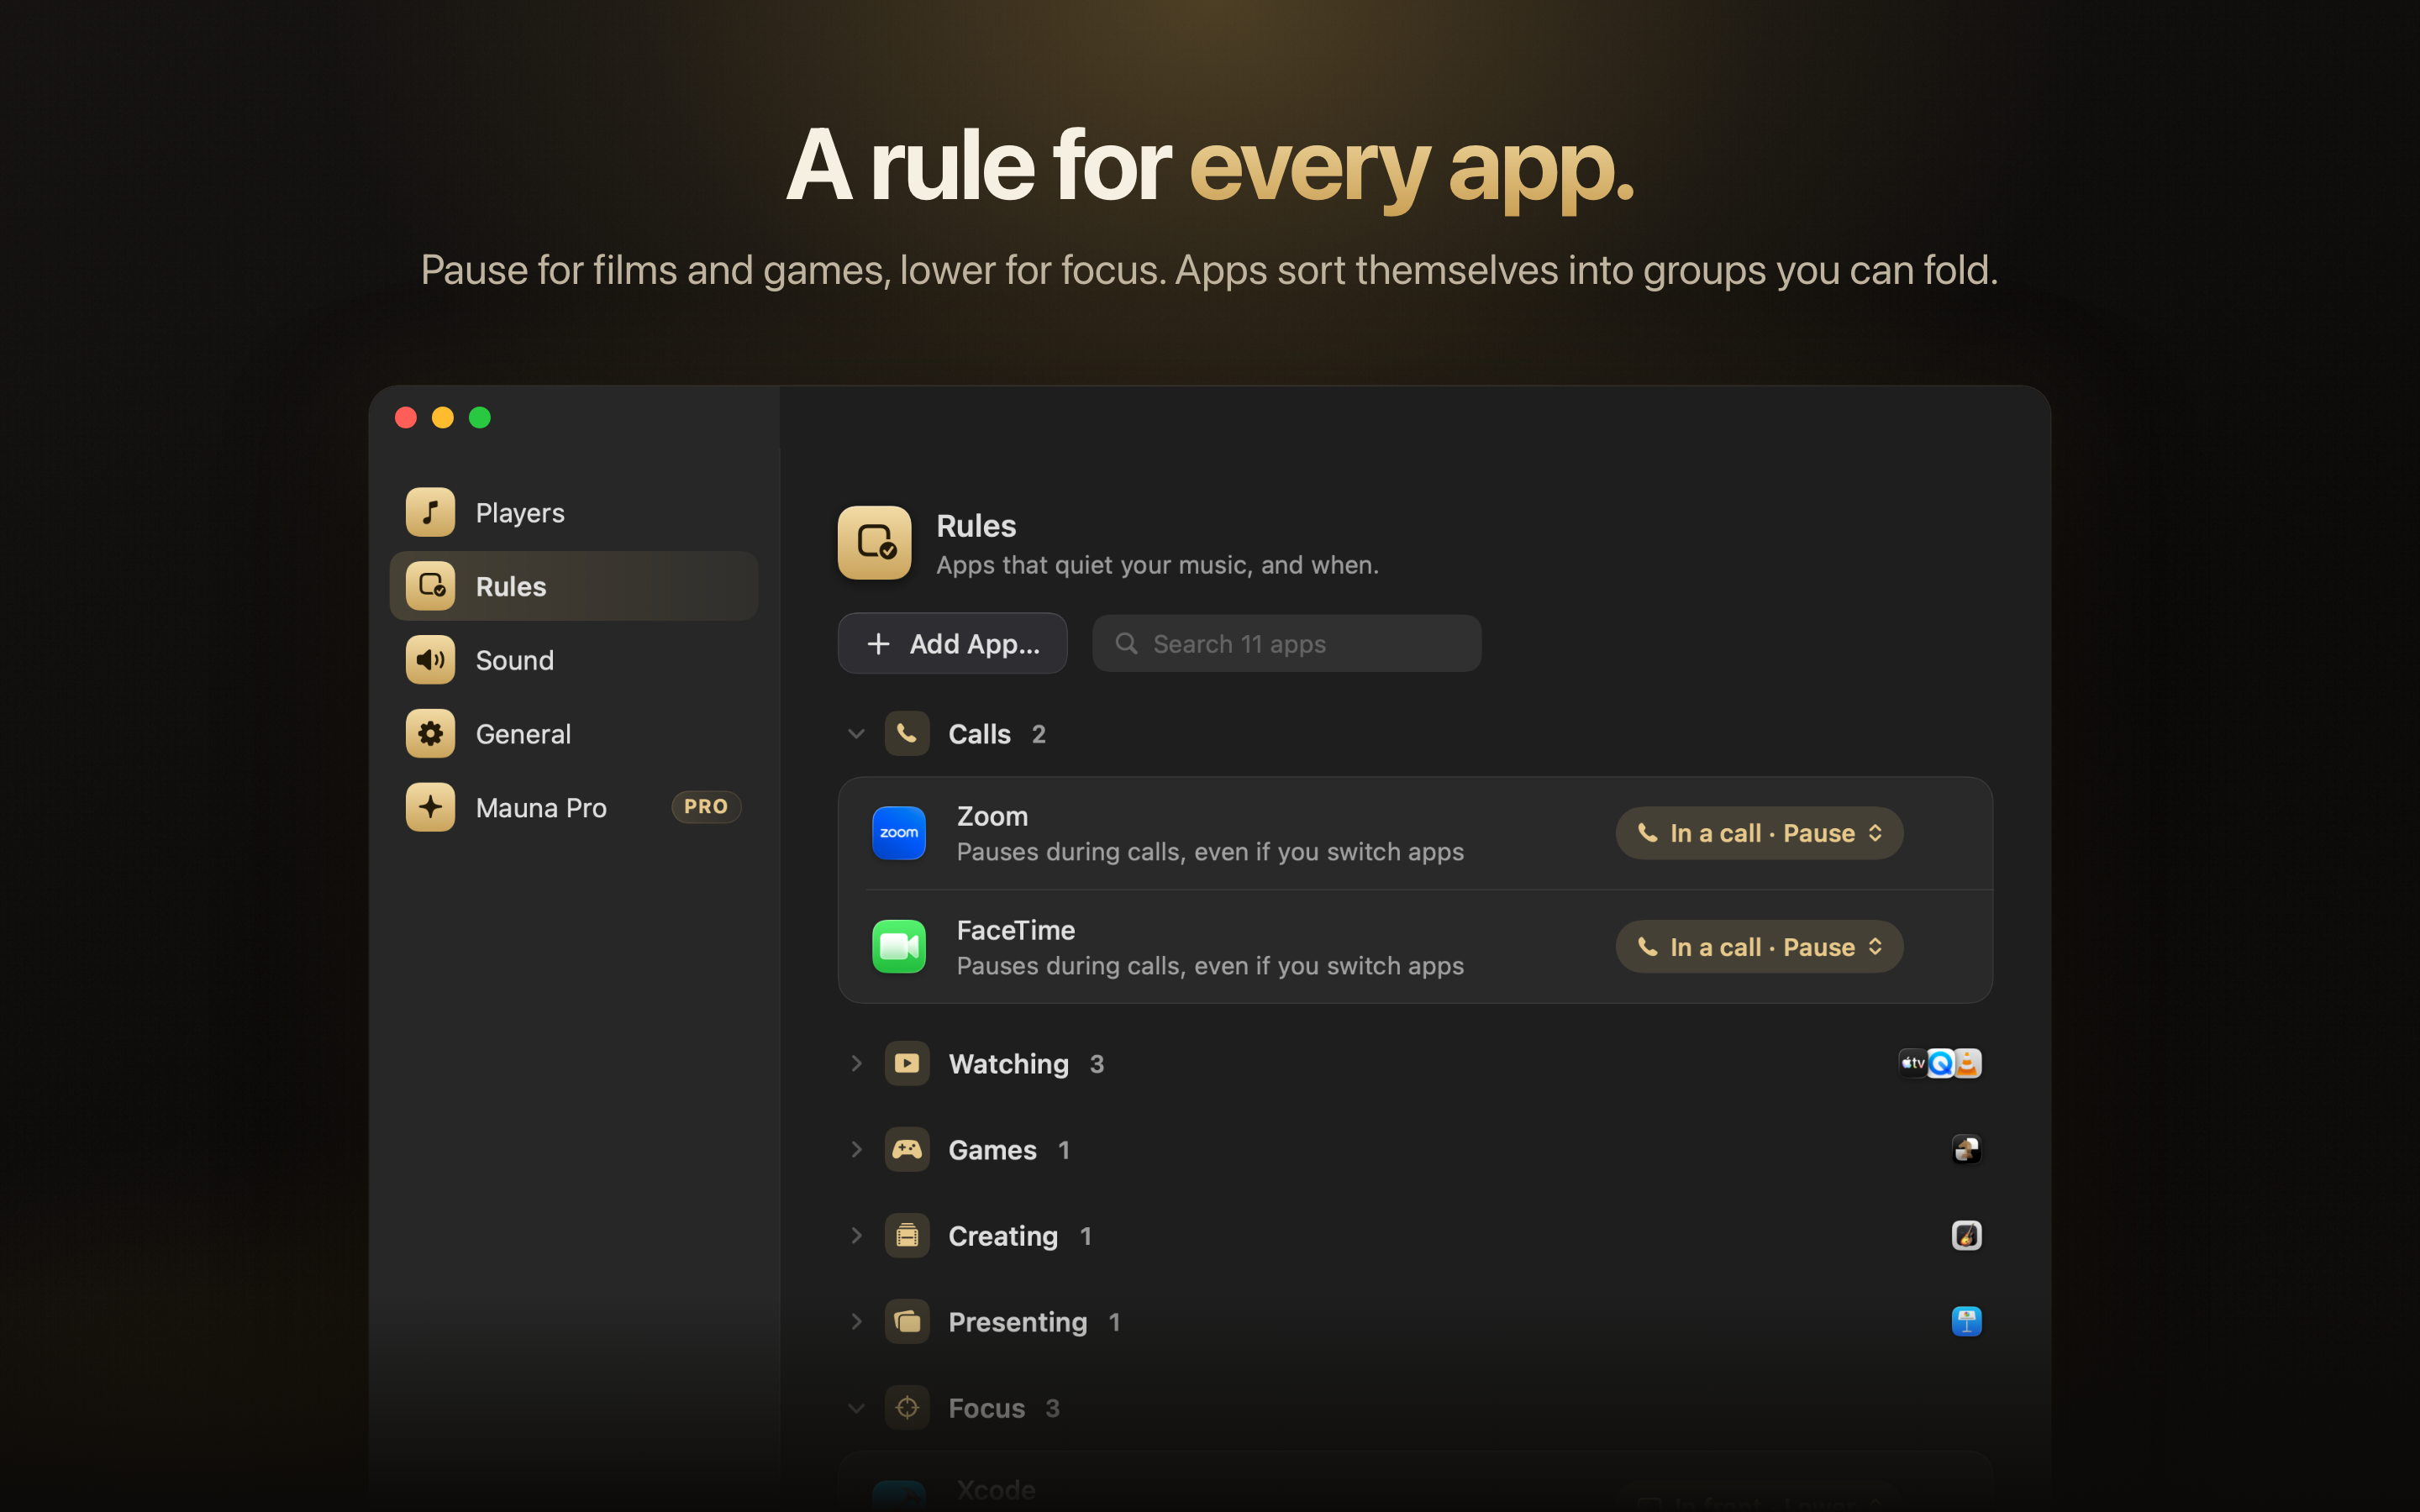 A rule for every app.
Pause for films and games, lower for focus. Apps sort themselves into groups you can fold.
Players
Rules
Sound
General
Mauna Pro PRO
Rules
Apps that quiet your music, and when.
Add App...
Search 11 apps
Calls 2
zoom
Zoom
Pauses during calls, even if you switch apps
In a call · Pause
FaceTime
Pauses during calls, even if you switch apps
In a call · Pause
Watching 3
tv
Games 1
Creating 1
Presenting 1
Focus 3
Xcode
In front · Lower